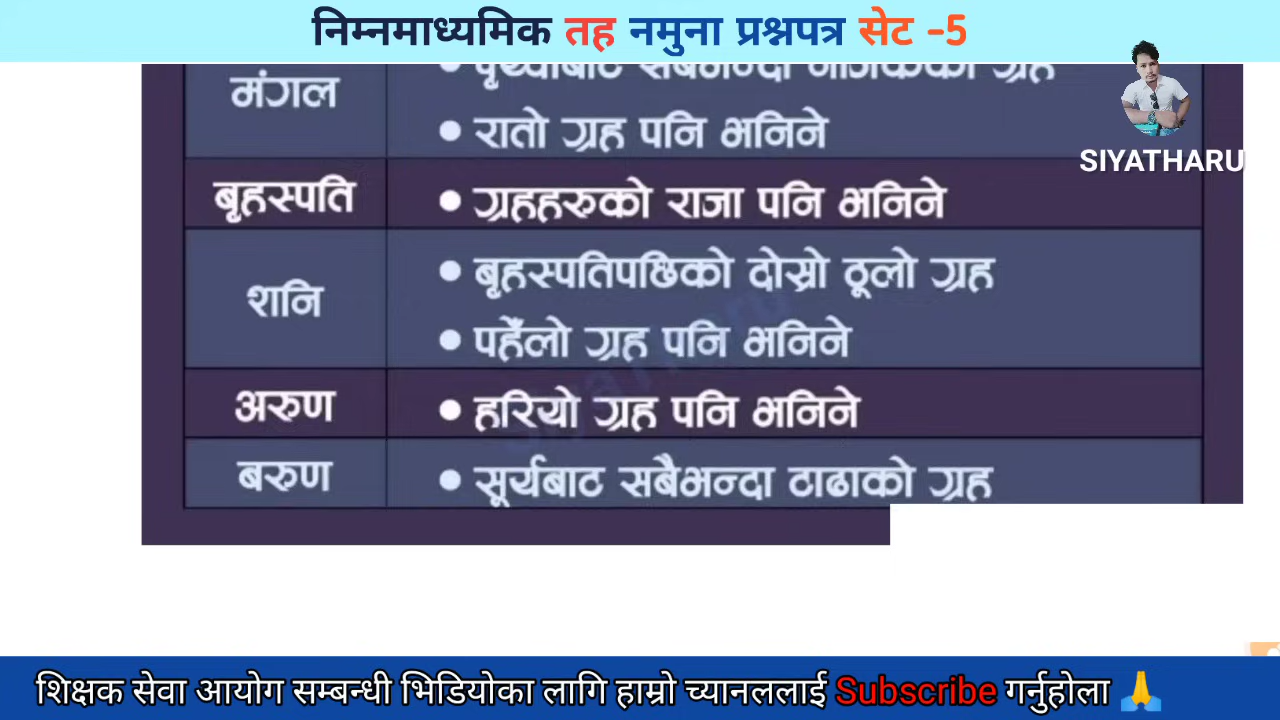 निम्नमाध्यमिक तह नमुना प्रश्नपत्र सेट -5
मंगल
• रातो ग्रह पनि भनिने
SIYATHARU
बृहस्पति • ग्रहहरुको राजा पनि भनिने
शनि
• बृहस्पतिपछिको दोस्रो ठूलो ग्रह
• पहेँलो ग्रह पनि भनिने
अरुण • हरियो ग्रह पनि भनिने
बरुण • सूर्यबाट सबैभन्दा टाढाको ग्रह
शिक्षक सेवा आयोग सम्बन्धी भिडियोका लागि हाम्रो च्यानललाई Subscribe गर्नुहोला 🙏